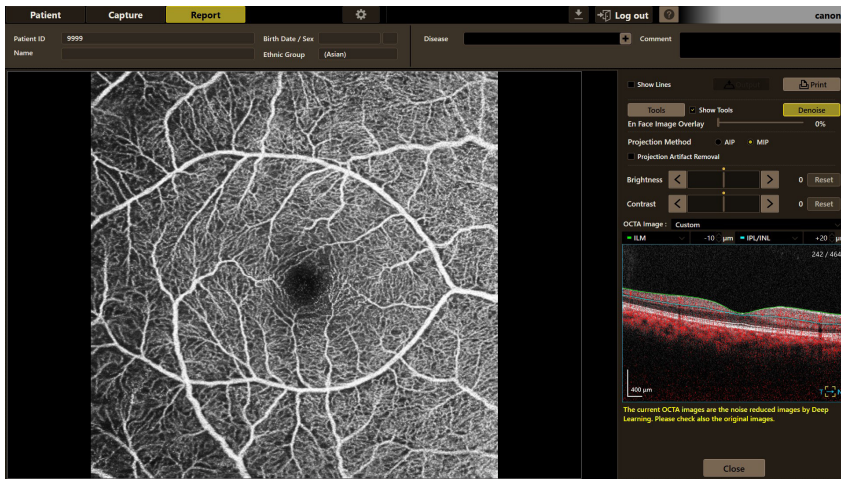 Patient Capture Report Log out ? canon
Patient ID 9999 Birth Date / Sex Disease + Comment
Name Ethnic Group (Asian)
Show Lines Print
Tools Show Tools Denoise
En Face Image Overlay 0%
Projection Method AIP MIP
Projection Artifact Removal
Brightness < > 0 Reset
Contrast < > 0 Reset
OCTA Image : Custom
ILM -10 µm IPL/INL +20 µ
242 / 464
400 µm T N
The current OCTA images are the noise reduced images by Deep
Learning. Please check also the original images.
Close